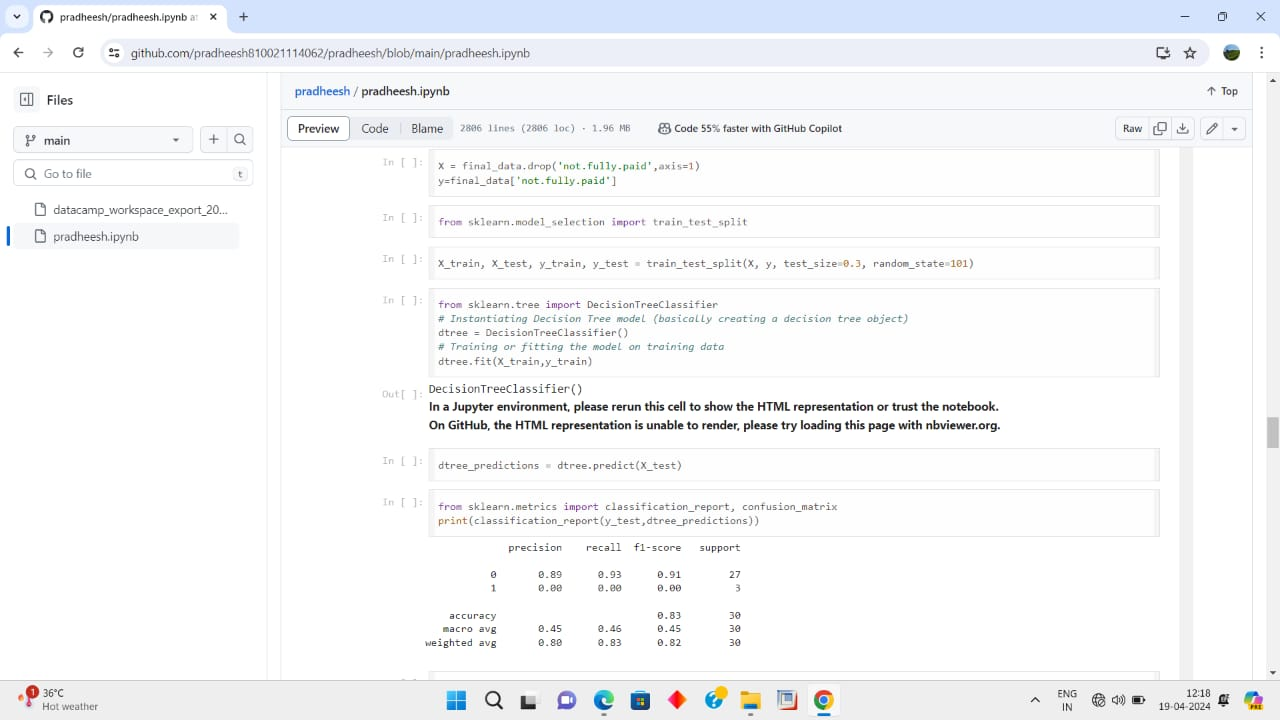 pradheesh/pradheesh.ipynb at
github.com/pradheesh810021114062/pradheesh/blob/main/pradheesh.ipynb
Files
pradheesh / pradheesh.ipynb
Top
main
Preview
Code
Blame
2806 lines (2806 loc) · 1.96 MB
Code 55% faster with GitHub Copilot
Raw
Go to file
t
datacamp_workspace_export_20...
pradheesh.ipynb
In [ ]:
X = final_data.drop('not.fully.paid',axis=1)
y=final_data['not.fully.paid']
In [ ]:
from sklearn.model_selection import train_test_split
In [ ]:
X_train, X_test, y_train, y_test = train_test_split(X, y, test_size=0.3, random_state=101)
In [ ]:
from sklearn.tree import DecisionTreeClassifier
# Instantiating Decision Tree model (basically creating a decision tree object)
dtree = DecisionTreeClassifier()
# Training or fitting the model on training data
dtree.fit(X_train,y_train)
Out[ ]:
DecisionTreeClassifier()
In a Jupyter environment, please rerun this cell to show the HTML representation or trust the notebook.
On GitHub, the HTML representation is unable to render, please try loading this page with nbviewer.org.
In [ ]:
dtree_predictions = dtree.predict(X_test)
In [ ]:
from sklearn.metrics import classification_report, confusion_matrix
print(classification_report(y_test,dtree_predictions))
precision recall f1-score support
0 0.89 0.93 0.91 27
1 0.00 0.00 0.00 3
accuracy 0.83 30
macro avg 0.45 0.46 0.45 30
weighted avg 0.80 0.83 0.82 30
1
36°C
Hot weather
ENG
IN
12:18
19-04-2024
PRE